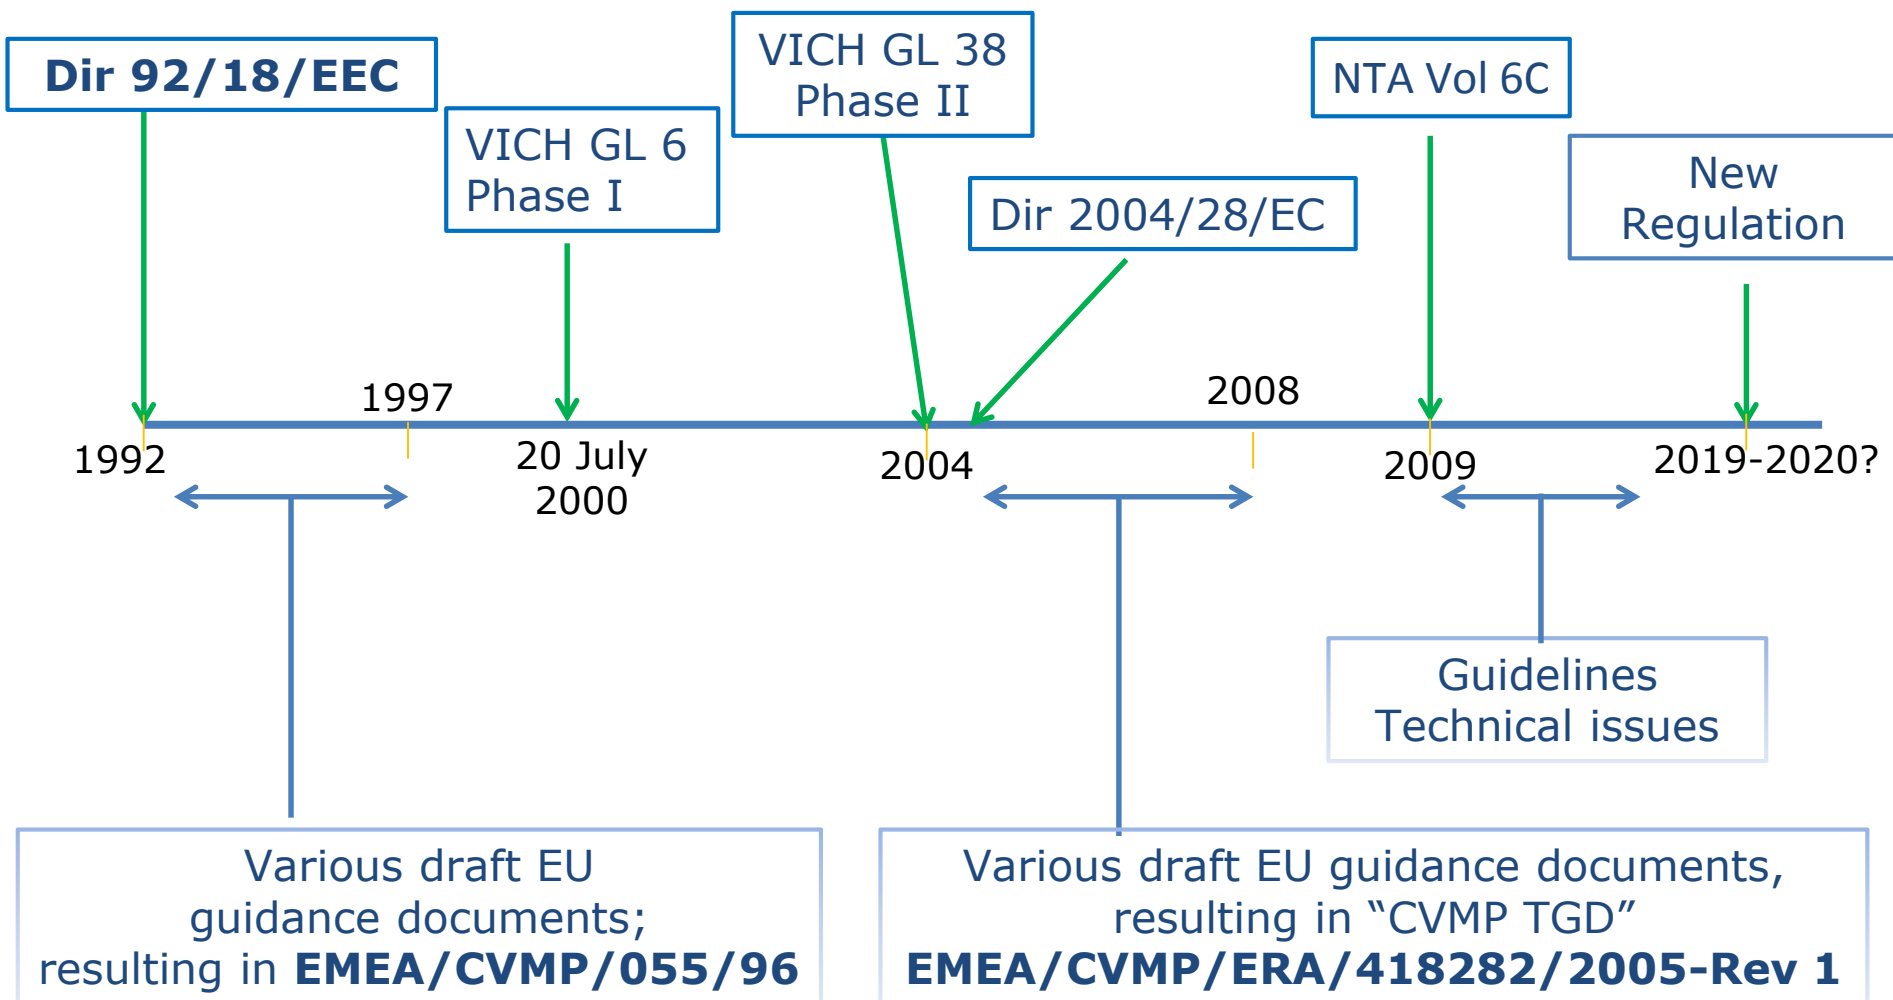 Dir 92/18/EEC
VICH GL 6
Phase I
VICH GL 38
Phase II
Dir 2004/28/EC
NTA Vol 6C
New
Regulation
1997
2008
1992
20 July
2000
2004
2009
2019-2020?
Guidelines
Technical issues
Various draft EU
guidance documents;
resulting in EMEA/CVMP/055/96
Various draft EU guidance documents,
resulting in “CVMP TGD”
EMEA/CVMP/ERA/418282/2005-Rev 1